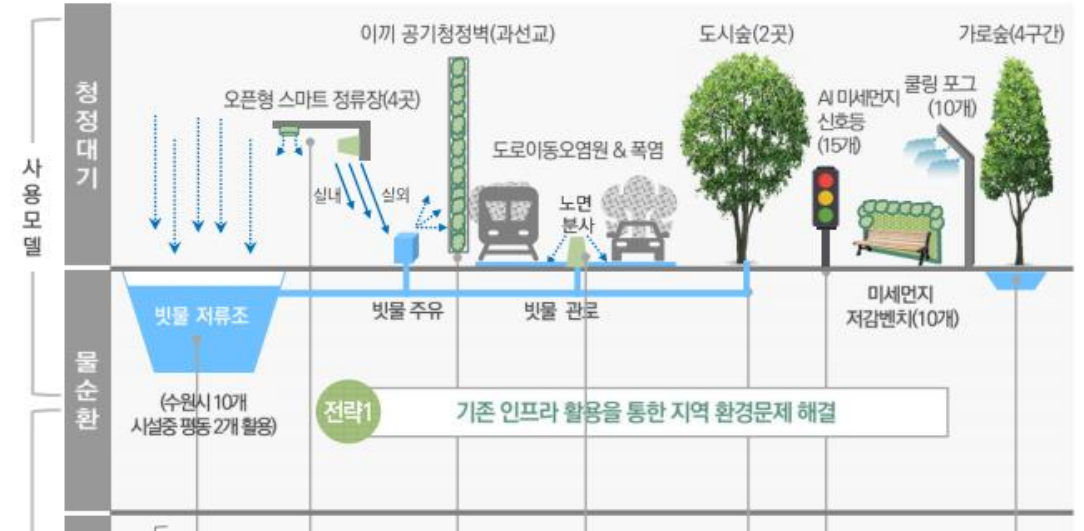 사용모델
청정대기
이끼 공기청정벽(과선교)
도시숲(2곳)
가로숲(4구간)
오픈형 스마트 정류장(4곳)
AI 미세먼지
신호등
(15개)
쿨링 포그
(10개)
도로이동오염원 & 폭염
실내
실외
노면
분사
물순환
빗물 저류조
빗물 주유
빗물 관로
미세먼지
저감벤치(10개)
(수원시 10개
시설중 평동 2개 활용)
전략1
기존 인프라 활용을 통한 지역 환경문제 해결